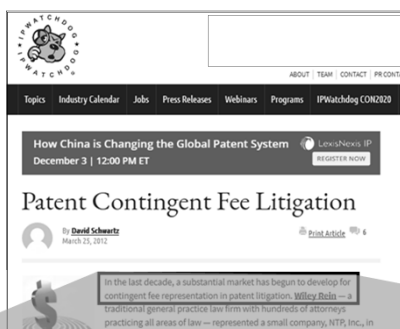 IPWATCHDOG
IPWATCHDOG
ABOUT | TEAM | CONTACT | PR CONT
Topics Industry Calendar Jobs Press Releases Webinars Programs IPWatchdog CON2020
How China is Changing the Global Patent System LexisNexis IP
December 3 | 12:00 PM ET REGISTER NOW
Patent Contingent Fee Litigation
By David Schwartz Print Article 6
March 25, 2012
In the last decade, a substantial market has begun to develop for
contingent fee representation in patent litigation. Wiley Rein — a
traditional general practice law firm with hundreds of attorneys
practicing all areas of law — represented a small company, NTP, Inc., in